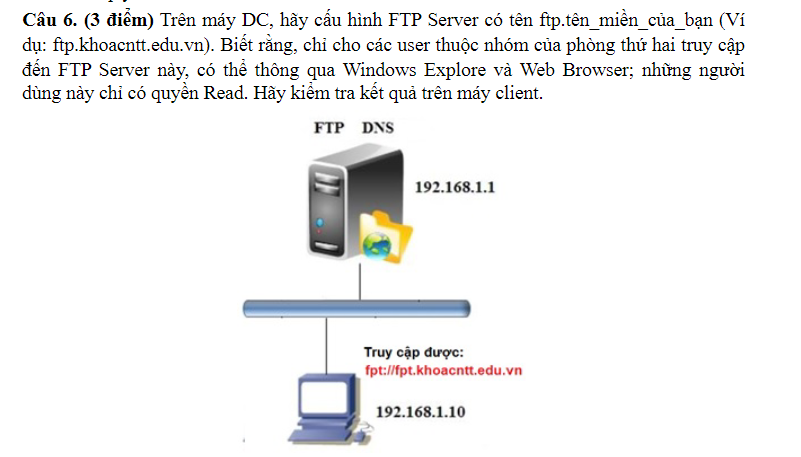 Câu 6. (3 điểm) Trên máy DC, hãy cấu hình FTP Server có tên ftp.tên_miền_của_bạn (Ví
dụ: ftp.khoacntt.edu.vn). Biết rằng, chỉ cho các user thuộc nhóm của phòng thứ hai truy cập
đến FTP Server này, có thể thông qua Windows Explore và Web Browser; những người
dùng này chỉ có quyền Read. Hãy kiểm tra kết quả trên máy client.
FTP DNS
192.168.1.1
Truy cập được:
fpt://fpt.khoacntt.edu.vn
192.168.1.10